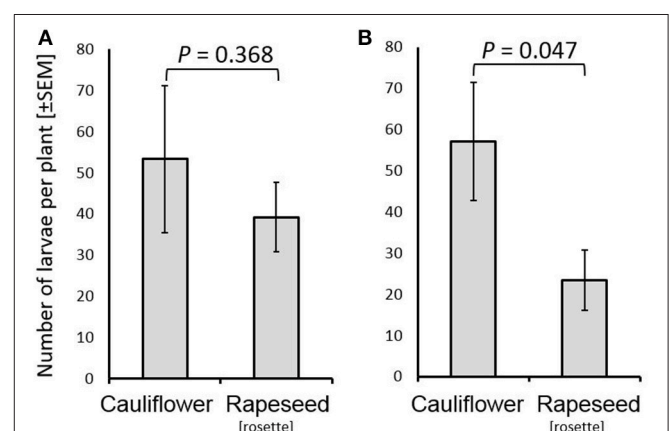 A
Number of larvae per plant [±SEM]
80
70
60
50
40
30
20
10
0
P = 0.368
Cauliflower
Rapeseed
[rosette]
B
80
70
60
50
40
30
20
10
0
P = 0.047
Cauliflower
Rapeseed
[rosette]